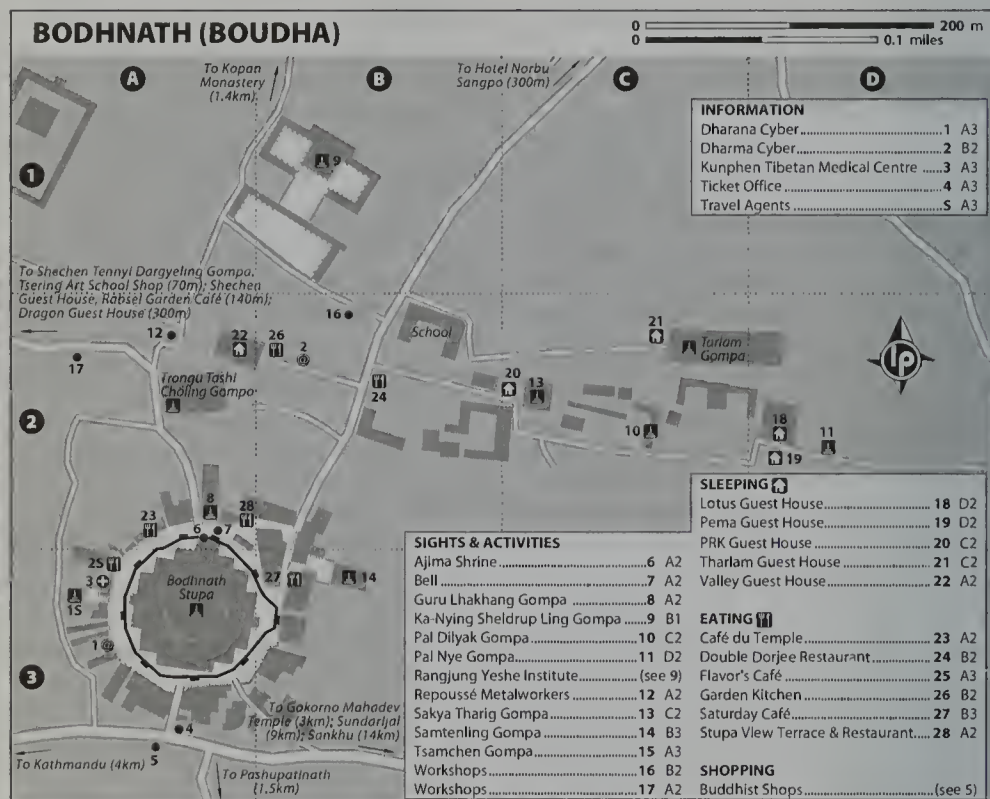 BODHNATH (BOUDHA)
0 200 m
0 0.1 miles
A
B
C
D
To Kopan
Monastery
(1.4km)
To Hotel Norbu
Sangpo (300m)
INFORMATION
Dharana Cyber 1 A3
Dharma Cyber 2 B2
Kunphen Tibetan Medical Centre 3 A3
Ticket Office 4 A3
Travel Agents 5 A3
1
9
To Shechen Tennyi Dargyeling Gompa,
Tsering Art School Shop (70m); Shechen
Guest House, Rabsel Garden Café (140m);
Dragon Guest House (300m)
12
16
17
22
26
2
School
21
Tarlam
Gompa
Trongu Tashi
Choling Gompa
24
20
13
10
18
11
19
2
8
28
23
6
7
25
3
15
Bodhnath
Stupa
27
14
1
3
4
5
To Gokorno Mahadev
Temple (3km); Sundarijal
(9km); Sankhu (14km)
To Kathmandu (4km)
To Pashupatinath
(1.5km)
lp
SIGHTS & ACTIVITIES
Ajima Shrine 6 A2
Bell 7 A2
Guru Lhakhang Gompa 8 A2
Ka-Nying Sheldrup Ling Gompa 9 B1
Pal Dilyak Gompa 10 C2
Pal Nye Gompa 11 D2
Rangjung Yeshe Institute (see 9)
Repoussé Metalworkers 12 A2
Sakya Tharig Gompa 13 C2
Samtenling Gompa 14 B3
Tsamchen Gompa 15 A3
Workshops 16 B2
Workshops 17 A2
SLEEPING
Lotus Guest House 18 D2
Pema Guest House 19 D2
PRK Guest House 20 C2
Tharlam Guest House 21 C2
Valley Guest House 22 A2
EATING
Café du Temple 23 A2
Double Dorjee Restaurant 24 B2
Flavor's Café 25 A3
Garden Kitchen 26 B2
Saturday Café 27 B3
Stupa View Terrace & Restaurant 28 A2
SHOPPING
Buddhist Shops (see 5)